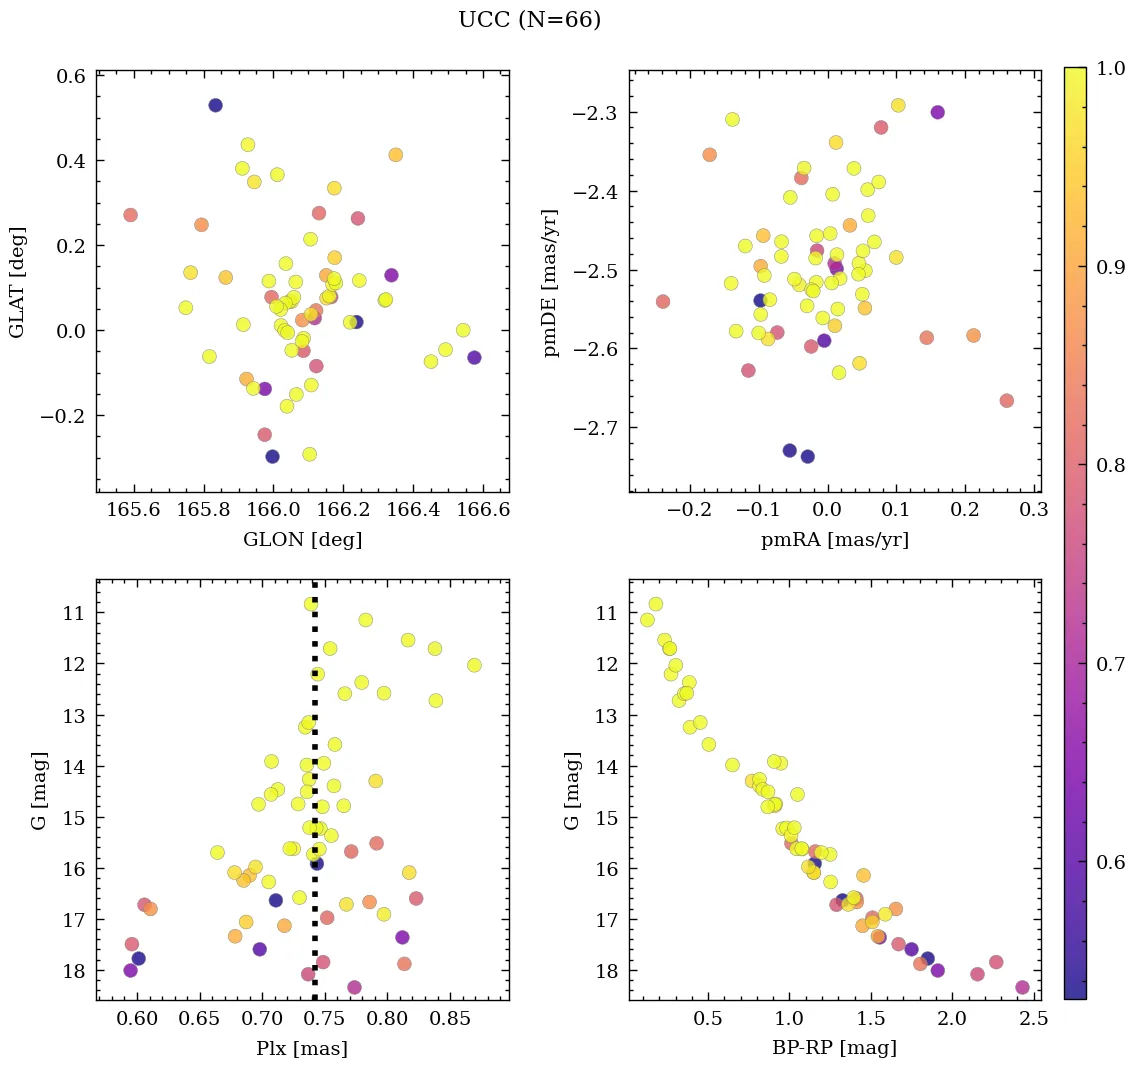 UCC (N=66)
0.6
0.4
0.2
0.0
−0.2
GLAT [deg]
165.6 165.8 166.0 166.2 166.4 166.6
GLON [deg]
−2.3
−2.4
−2.5
−2.6
−2.7
pmDE [mas/yr]
−0.2 −0.1 0.0 0.1 0.2 0.3
pmRA [mas/yr]
11
12
13
14
15
16
17
18
G [mag]
0.60 0.65 0.70 0.75 0.80 0.85
Plx [mas]
11
12
13
14
15
16
17
18
G [mag]
0.5 1.0 1.5 2.0 2.5
BP-RP [mag]
1.0
0.9
0.8
0.7
0.6